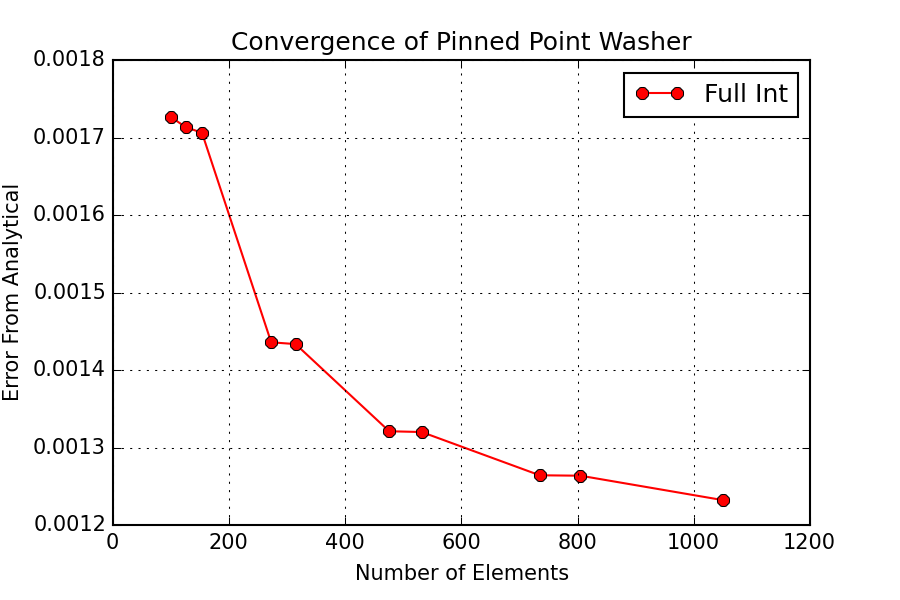 Convergence of Pinned Point Washer
Full Int
0.0018
0.0017
0.0016
0.0015
0.0014
0.0013
0.0012
Error From Analytical
0 200 400 600 800 1000 1200
Number of Elements